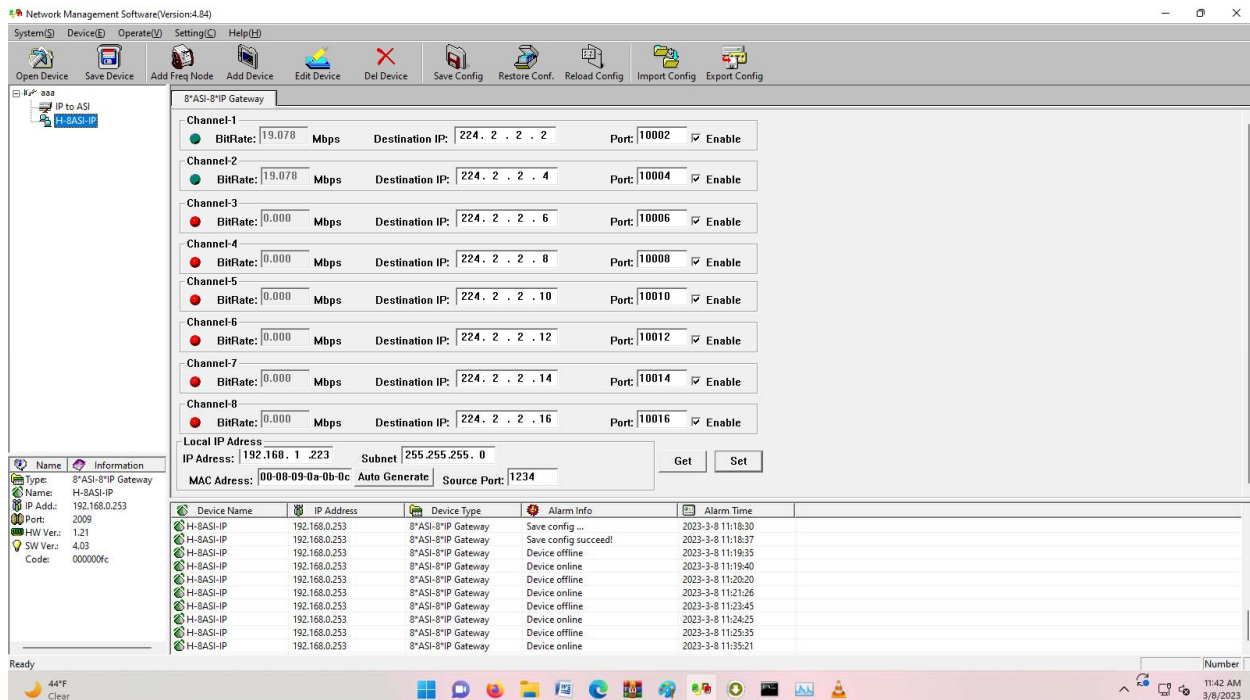 Network Management Software(Version:4.84)
System(S) Device(E) Operate(V) Setting(C) Help(H)
Open Device Save Device Add Freq Node Add Device Edit Device Del Device Save Config Restore Conf. Reload Config Import Config Export Config
aaa
IP to ASI
H-8ASI-IP
8*ASI-8*IP Gateway
Channel-1
BitRate: 19.078 Mbps Destination IP: 224. 2 . 2 . 2 Port: 10002 Enable
Channel-2
BitRate: 19.078 Mbps Destination IP: 224. 2 . 2 . 4 Port: 10004 Enable
Channel-3
BitRate: 0.000 Mbps Destination IP: 224. 2 . 2 . 6 Port: 10006 Enable
Channel-4
BitRate: 0.000 Mbps Destination IP: 224. 2 . 2 . 8 Port: 10008 Enable
Channel-5
BitRate: 0.000 Mbps Destination IP: 224. 2 . 2 . 10 Port: 10010 Enable
Channel-6
BitRate: 0.000 Mbps Destination IP: 224. 2 . 2 . 12 Port: 10012 Enable
Channel-7
BitRate: 0.000 Mbps Destination IP: 224. 2 . 2 . 14 Port: 10014 Enable
Channel-8
BitRate: 0.000 Mbps Destination IP: 224. 2 . 2 . 16 Port: 10016 Enable
Local IP Adress
IP Adress: 192.168. 1 .223 Subnet 255.255.255. 0 Get Set
MAC Adress: 00-08-09-0a-0b-0c Auto Generate Source Port: 1234
Name Information
Type: 8*ASI-8*IP Gateway
Name: H-8ASI-IP
IP Add.: 192.168.0.253
Port: 2009
HW Ver.: 1.21
SW Ver.: 4.03
Code: 000000fc
Device Name IP Address Device Type Alarm Info Alarm Time
H-8ASI-IP 192.168.0.253 8*ASI-8*IP Gateway Save config ... 2023-3-8 11:18:30
H-8ASI-IP 192.168.0.253 8*ASI-8*IP Gateway Save config succeed! 2023-3-8 11:18:37
H-8ASI-IP 192.168.0.253 8*ASI-8*IP Gateway Device offline 2023-3-8 11:19:35
H-8ASI-IP 192.168.0.253 8*ASI-8*IP Gateway Device online 2023-3-8 11:19:40
H-8ASI-IP 192.168.0.253 8*ASI-8*IP Gateway Device offline 2023-3-8 11:20:20
H-8ASI-IP 192.168.0.253 8*ASI-8*IP Gateway Device online 2023-3-8 11:21:26
H-8ASI-IP 192.168.0.253 8*ASI-8*IP Gateway Device offline 2023-3-8 11:23:45
H-8ASI-IP 192.168.0.253 8*ASI-8*IP Gateway Device online 2023-3-8 11:24:25
H-8ASI-IP 192.168.0.253 8*ASI-8*IP Gateway Device offline 2023-3-8 11:25:35
H-8ASI-IP 192.168.0.253 8*ASI-8*IP Gateway Device online 2023-3-8 11:35:21
Ready Number
44°F
Clear
11:42 AM
3/8/2023